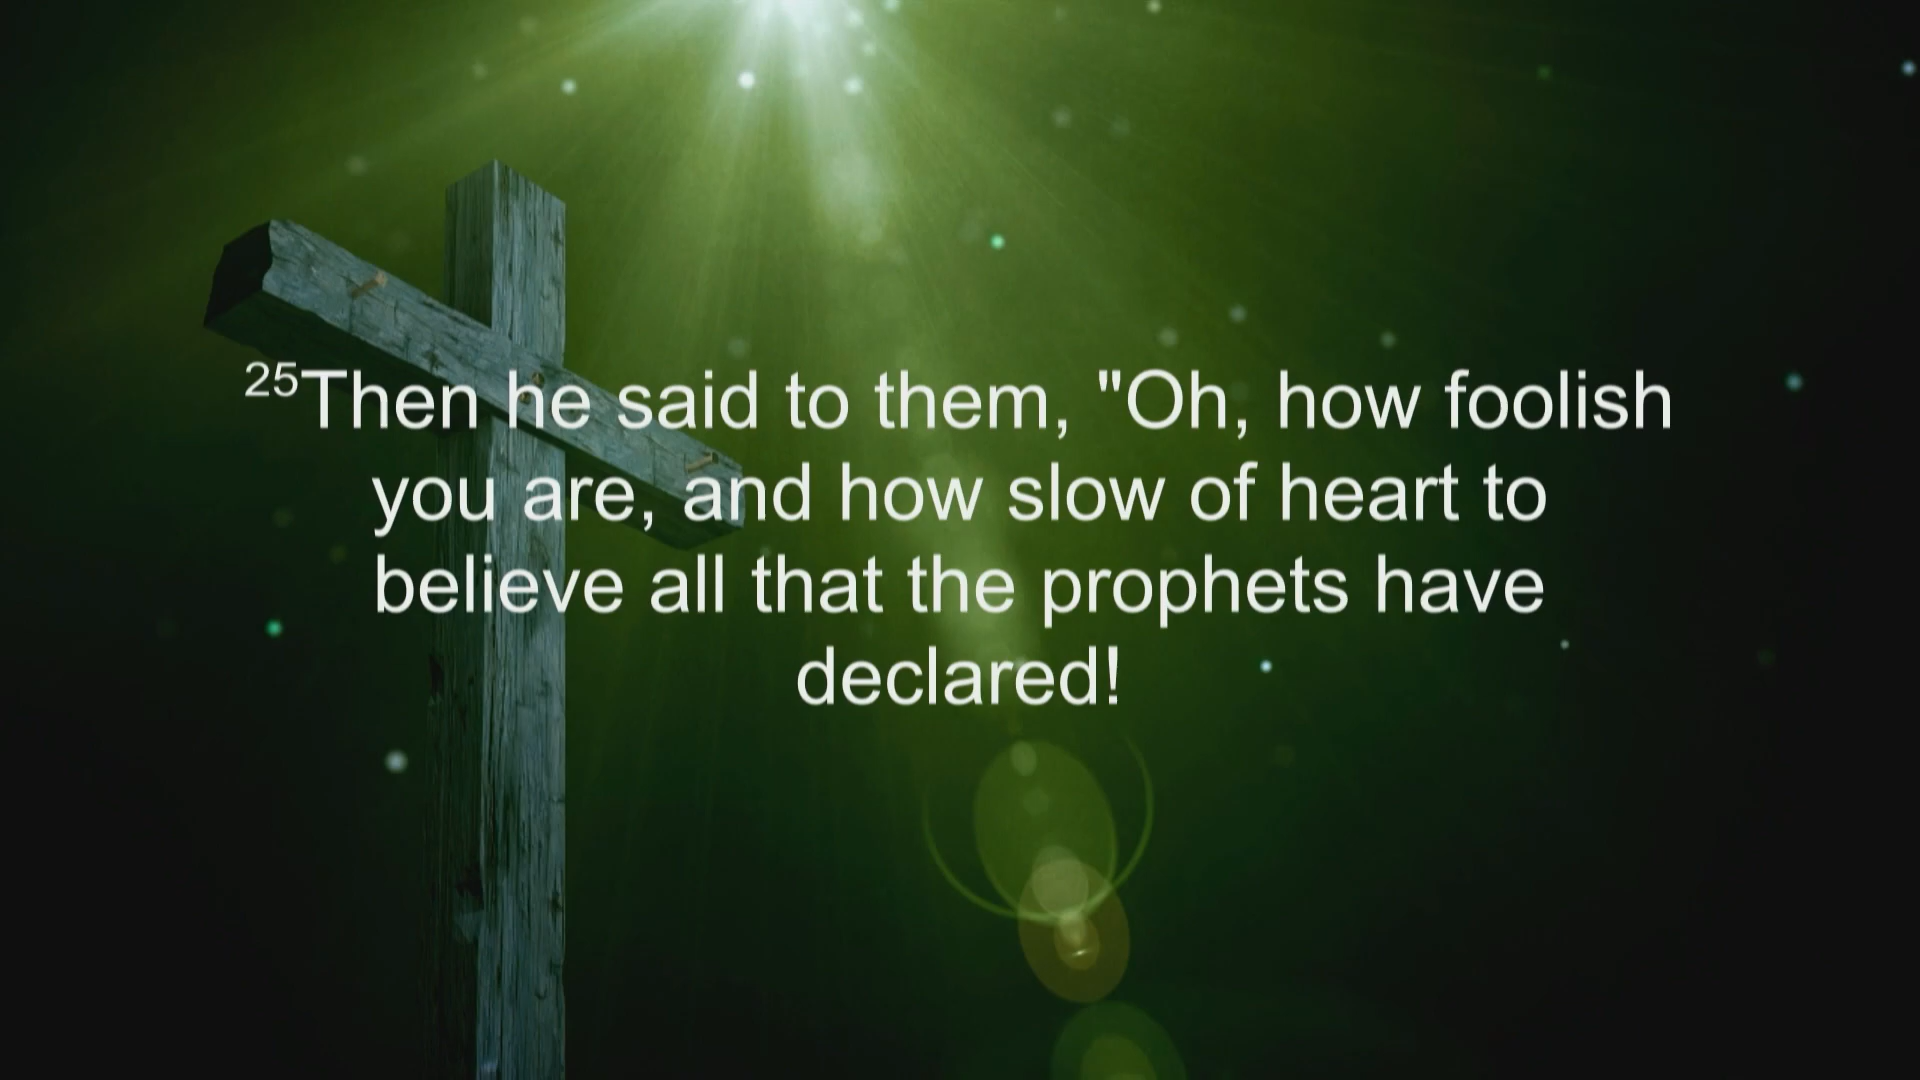 25Then he said to them, "Oh, how foolish
you are, and how slow of heart to
believe all that the prophets have
declared!